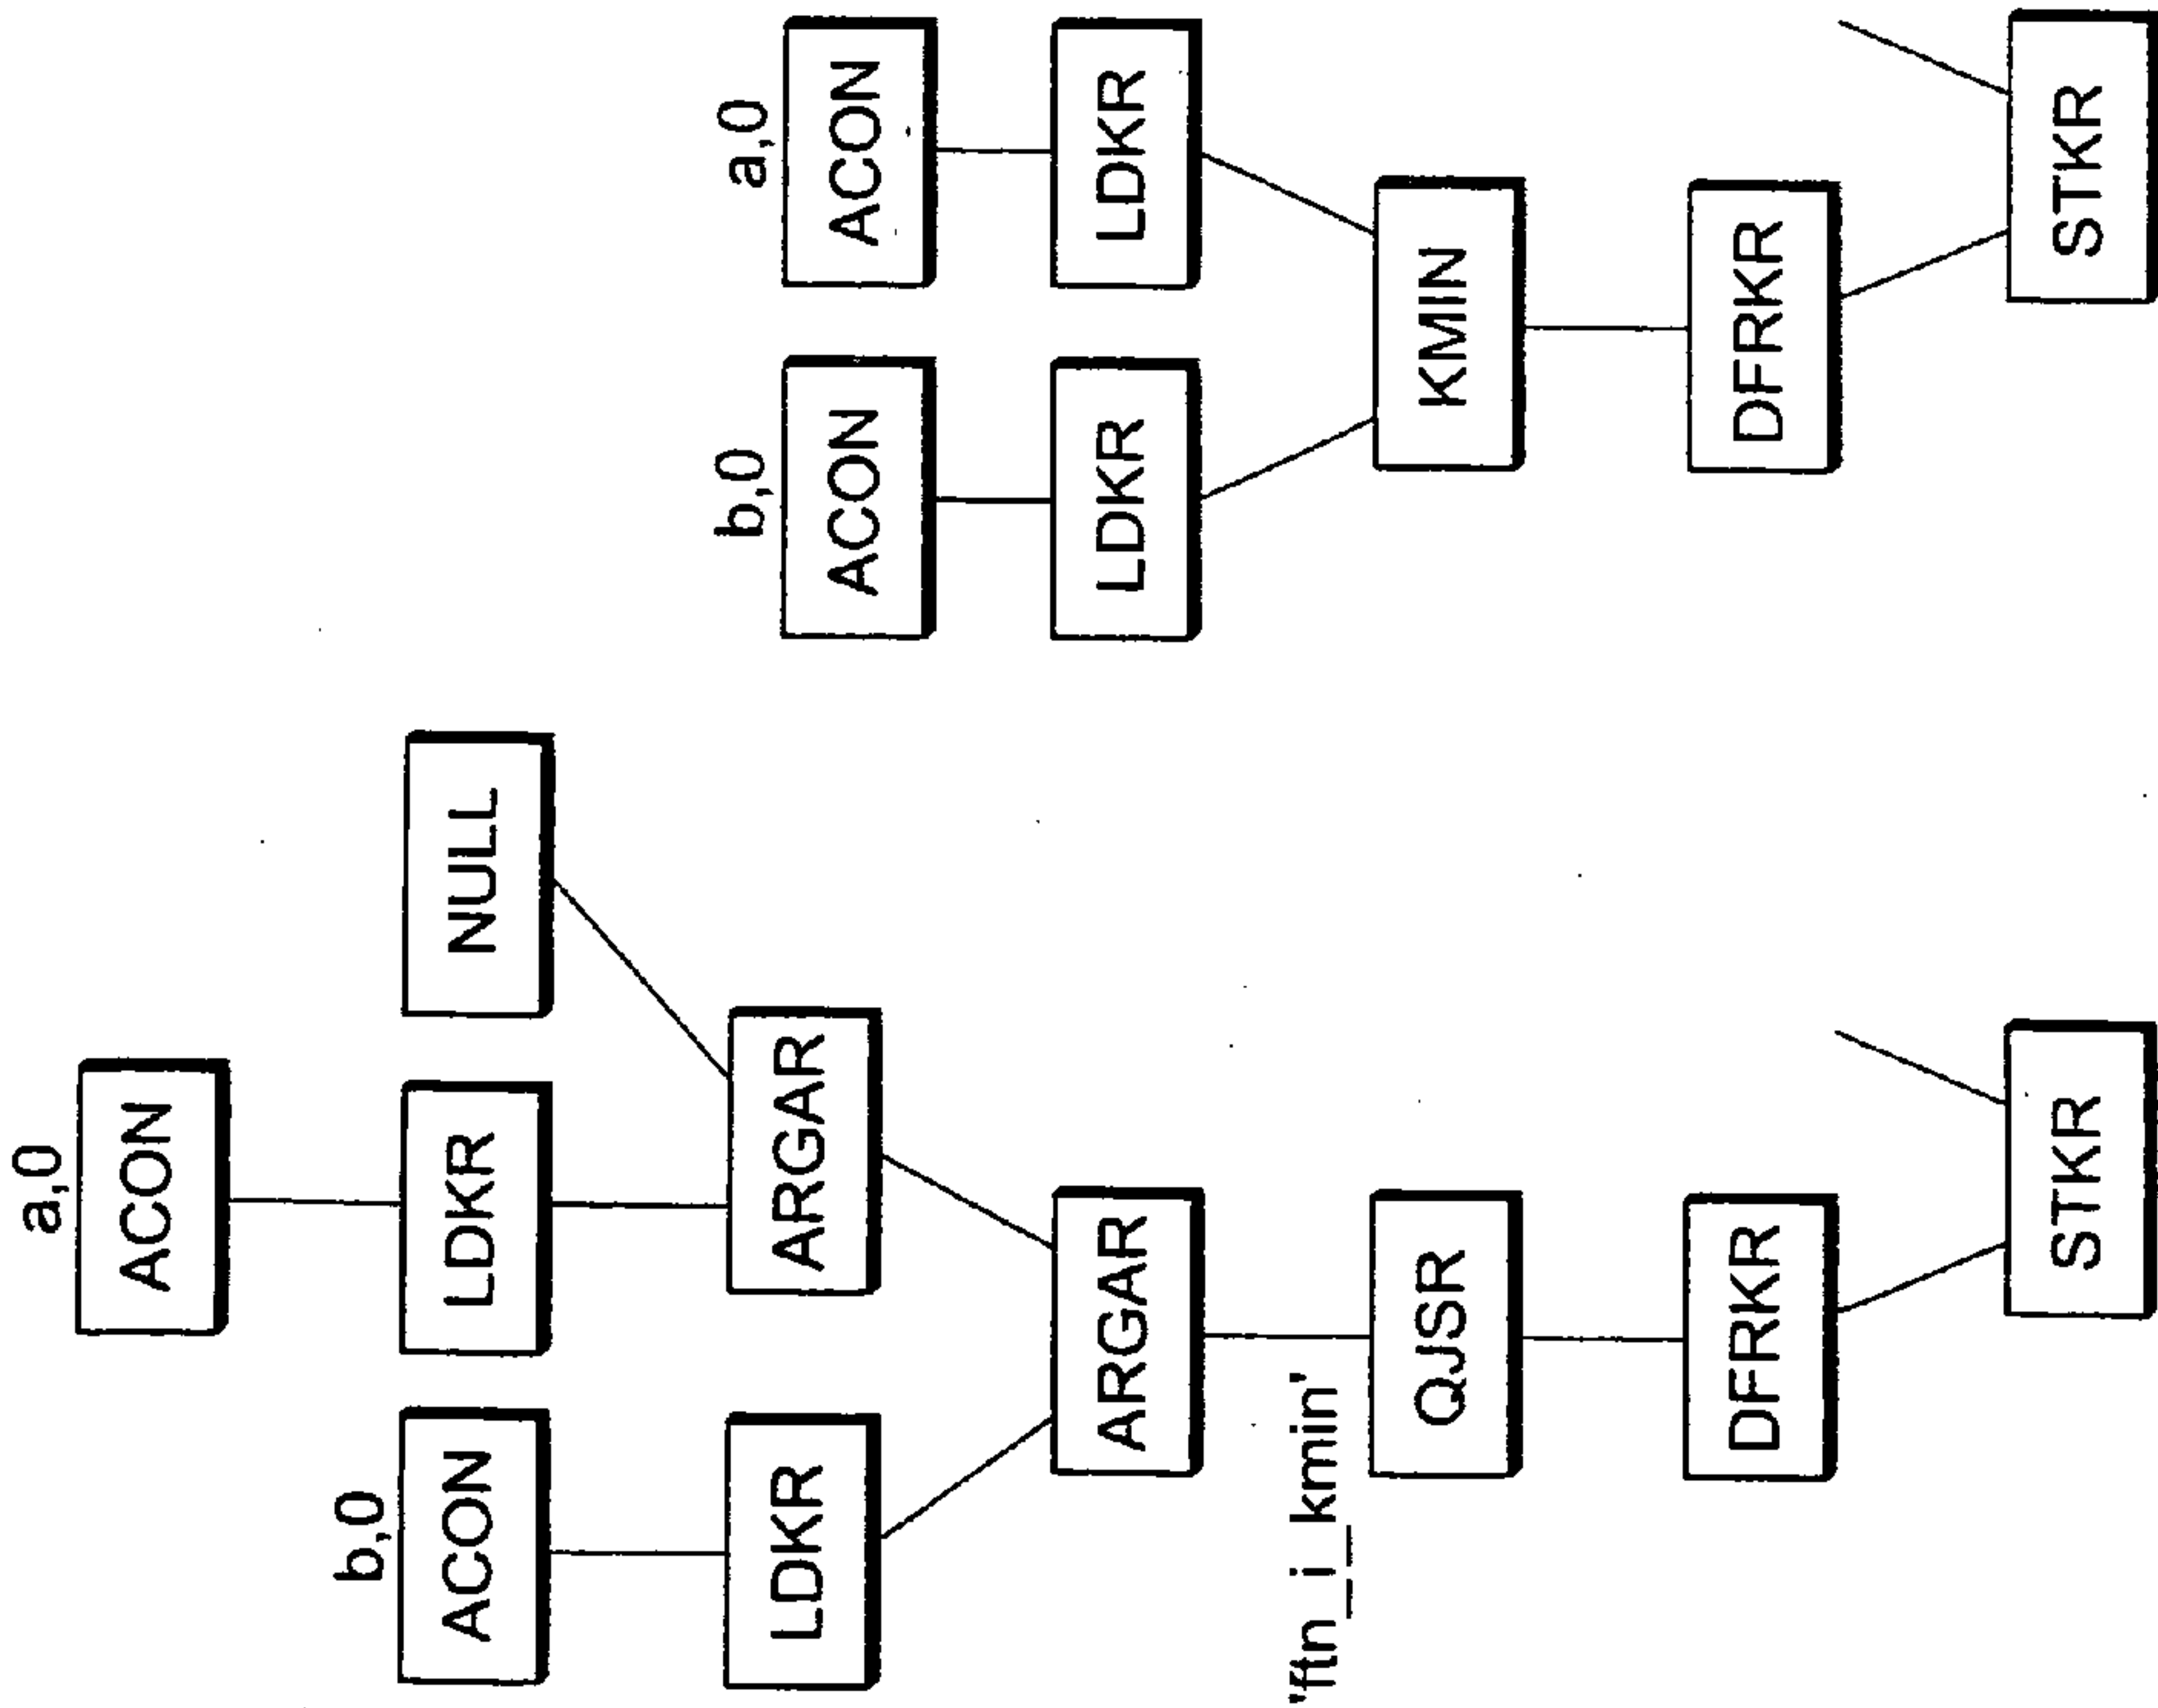 a,0
ACON
b,0
ACON
LDKR
NULL
LDKR
ARGAR
ARGAR
'ftn_i_kmin'
QJSR
DFRKR
STKR
b,0
a,0
ACON
ACON
LDKR
LDKR
KMIN
DFRKR
STKR